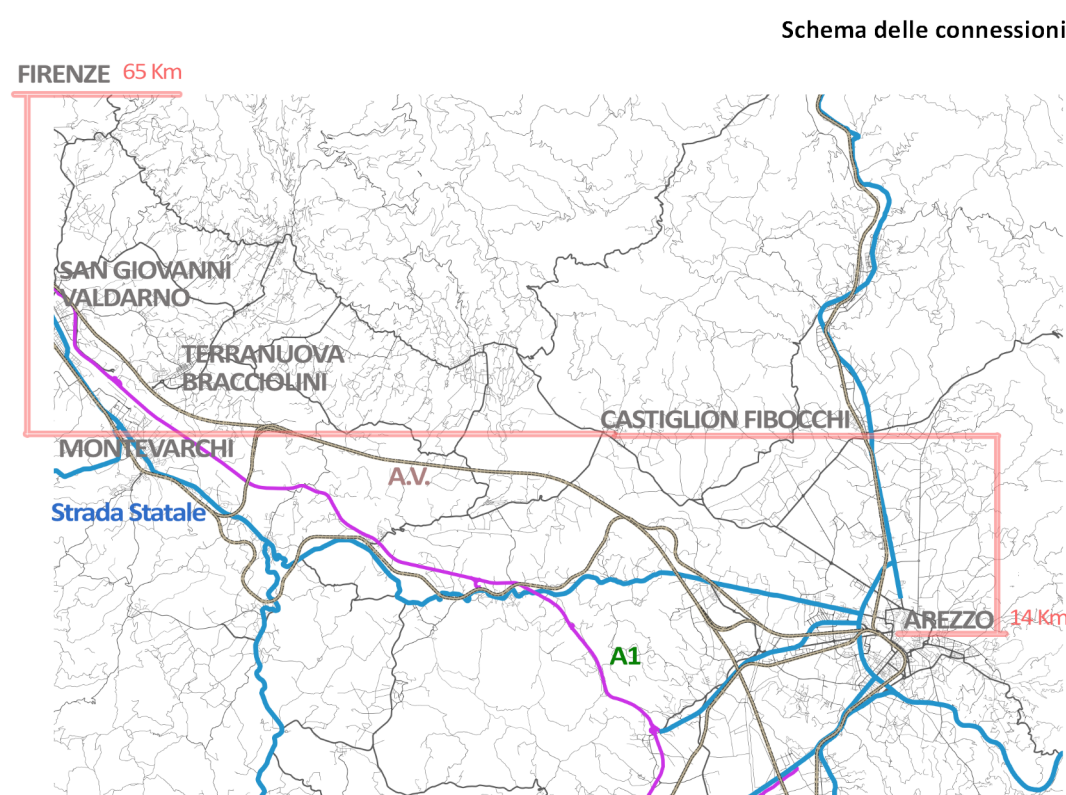 Schema delle connessioni
FIRENZE 65 Km
SAN GIOVANNI
VALDARNO
TERRANUOVA
BRACCIOLINI
CASTIGLION FIBOCCHI
MONTEVARCHI
A.V.
Strada Statale
AREZZO 14 Km
A1